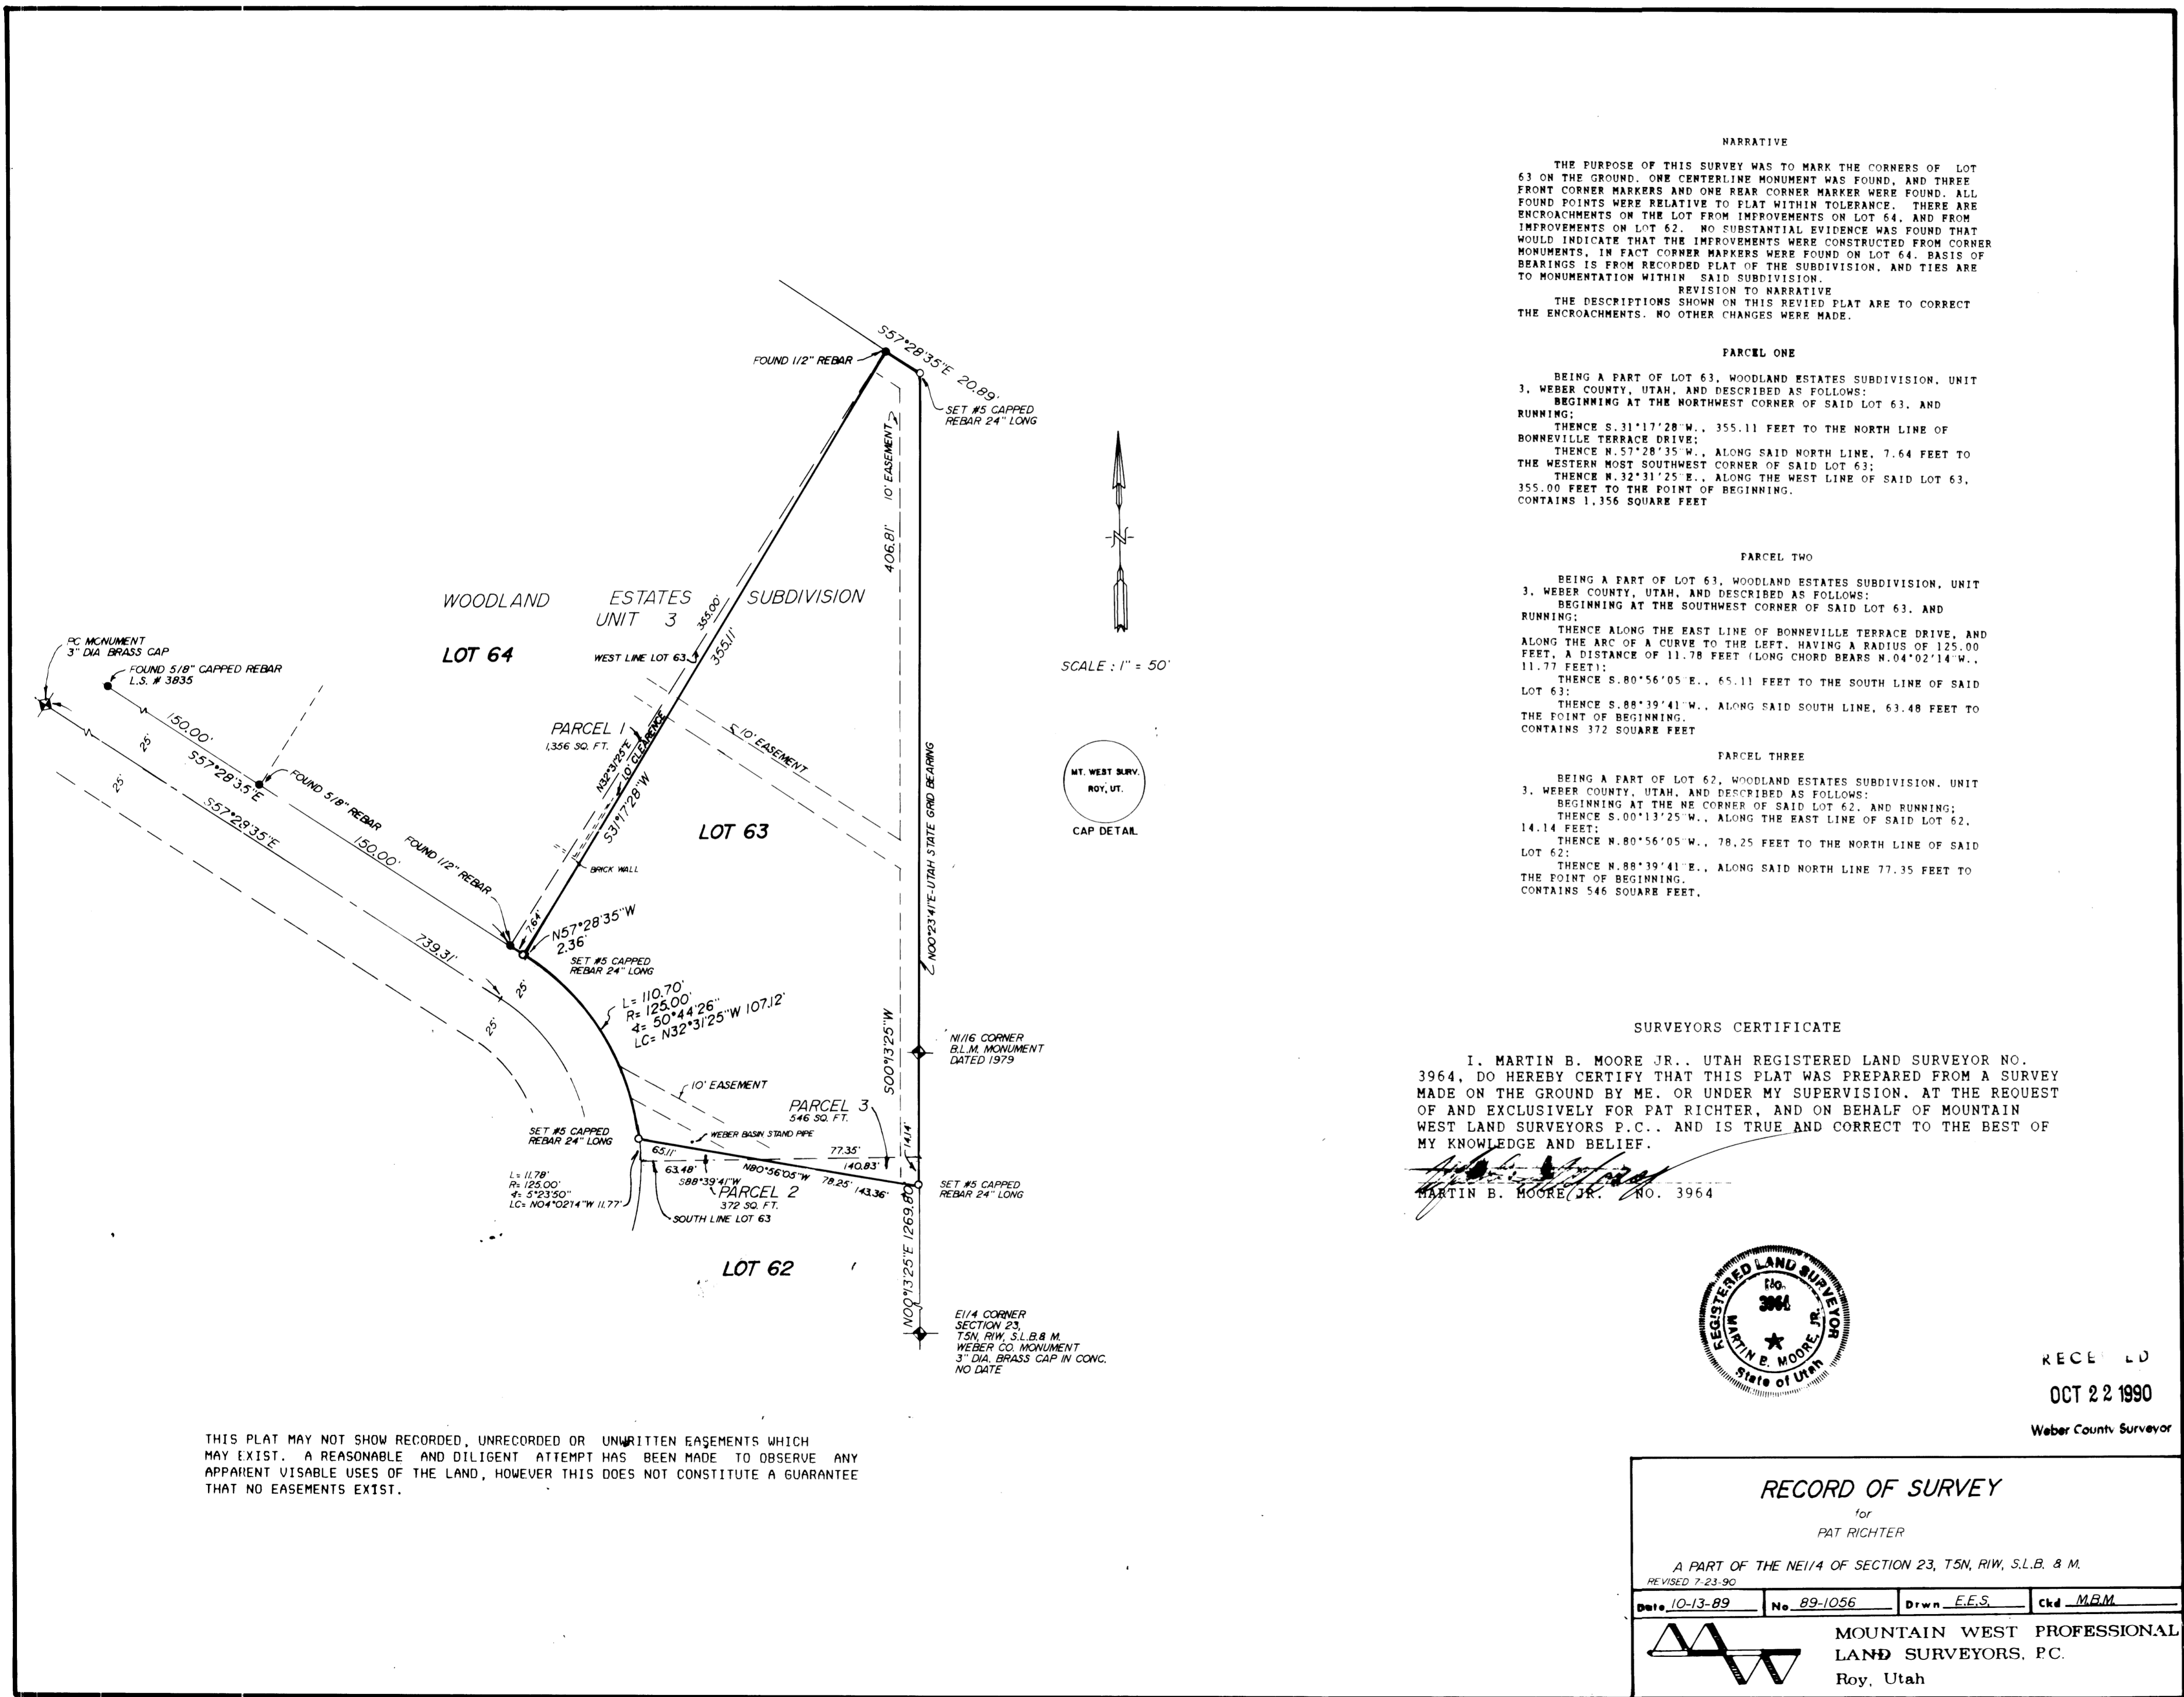 NARRATIVE
THE PURPOSE OF THIS SURVEY WAS TO MARK THE CORNERS OF LOT
63 ON THE GROUND. ONE CENTERLINE MONUMENT WAS FOUND, AND THREE
FRONT CORNER MARKERS AND ONE REAR CORNER MARKER WERE FOUND. ALL
FOUND POINTS WERE RELATIVE TO PLAT WITHIN TOLERANCE. THERE ARE
ENCROACHMENTS ON THE LOT FROM IMPROVEMENTS ON LOT 64, AND FROM
IMPROVEMENTS ON LOT 62. NO SUBSTANTIAL EVIDENCE WAS FOUND THAT
WOULD INDICATE THAT THE IMPROVEMENTS WERE CONSTRUCTED FROM CORNER
MONUMENTS, IN FACT CORNER MARKERS WERE FOUND ON LOT 64. BASIS OF
BEARINGS IS FROM RECORDED PLAT OF THE SUBDIVISION, AND TIES ARE
TO MONUMENTATION WITHIN SAID SUBDIVISION.
REVISION TO NARRATIVE
THE DESCRIPTIONS SHOWN ON THIS REVIED PLAT ARE TO CORRECT
THE ENCROACHMENTS. NO OTHER CHANGES WERE MADE.
PARCEL ONE
BEING A PART OF LOT 63, WOODLAND ESTATES SUBDIVISION, UNIT
3, WEBER COUNTY, UTAH, AND DESCRIBED AS FOLLOWS:
BEGINNING AT THE NORTHWEST CORNER OF SAID LOT 63, AND
RUNNING;
THENCE S.31°17'28"W., 355.11 FEET TO THE NORTH LINE OF
BONNEVILLE TERRACE DRIVE;
THENCE N.57°28'35"W., ALONG SAID NORTH LINE, 7.64 FEET TO
THE WESTERN MOST SOUTHWEST CORNER OF SAID LOT 63;
THENCE N.32°31'25"E., ALONG THE WEST LINE OF SAID LOT 63,
355.00 FEET TO THE POINT OF BEGINNING.
CONTAINS 1,356 SQUARE FEET
PARCEL TWO
BEING A PART OF LOT 63, WOODLAND ESTATES SUBDIVISION, UNIT
3, WEBER COUNTY, UTAH, AND DESCRIBED AS FOLLOWS:
BEGINNING AT THE SOUTHWEST CORNER OF SAID LOT 63, AND
RUNNING;
THENCE ALONG THE EAST LINE OF BONNEVILLE TERRACE DRIVE, AND
ALONG THE ARC OF A CURVE TO THE LEFT, HAVING A RADIUS OF 125.00
FEET, A DISTANCE OF 11.78 FEET (LONG CHORD BEARS N.04°02'14"W.,
11.77 FEET);
THENCE S.80°56'05"E., 65.11 FEET TO THE SOUTH LINE OF SAID
LOT 63;
THENCE S.88°39'41"W., ALONG SAID SOUTH LINE, 63.48 FEET TO
THE POINT OF BEGINNING.
CONTAINS 372 SQUARE FEET
PARCEL THREE
BEING A PART OF LOT 62, WOODLAND ESTATES SUBDIVISION, UNIT
3, WEBER COUNTY, UTAH, AND DESCRIBED AS FOLLOWS:
BEGINNING AT THE NE CORNER OF SAID LOT 62, AND RUNNING;
THENCE S.00°13'25"W., ALONG THE EAST LINE OF SAID LOT 62,
14.14 FEET;
THENCE N.80°56'05"W., 78.25 FEET TO THE NORTH LINE OF SAID
LOT 62;
THENCE N.88°39'41"E., ALONG SAID NORTH LINE 77.35 FEET TO
THE POINT OF BEGINNING.
CONTAINS 546 SQUARE FEET.
SURVEYORS CERTIFICATE
I. MARTIN B. MOORE JR.. UTAH REGISTERED LAND SURVEYOR NO.
3964, DO HEREBY CERTIFY THAT THIS PLAT WAS PREPARED FROM A SURVEY
MADE ON THE GROUND BY ME. OR UNDER MY SUPERVISION. AT THE REQUEST
OF AND EXCLUSIVELY FOR PAT RICHTER, AND ON BEHALF OF MOUNTAIN
WEST LAND SURVEYORS P.C.. AND IS TRUE AND CORRECT TO THE BEST OF
MY KNOWLEDGE AND BELIEF.
MARTIN B. MOORE JR. NO. 3964
REGISTERED LAND SURVEYOR
No.
3964
MARTIN B. MOORE, JR.
State of Utah
OCT 22 1990
Weber County Surveyor
S57°28'35"E 20.89'
FOUND 1/2" REBAR
SET #5 CAPPED
REBAR 24" LONG
10' EASEMENT
406.81'
N
SCALE : 1" = 50'
MT. WEST SURV.
ROY, UT.
CAP DETAIL
WOODLAND ESTATES SUBDIVISION
UNIT 3
LOT 64
355.00'
355.11'
WEST LINE LOT 63
PC MONUMENT
3" DIA BRASS CAP
FOUND 5/8" CAPPED REBAR
L.S. # 3835
150.00'
S57°28'35"E
25'
25'
S57°28'35"E
FOUND 5/8" REBAR
150.00'
FOUND 1/2" REBAR
PARCEL 1
1,356 SQ. FT.
N32°31'25"E
10' CLEARENCE
S31°17'28"W
10' EASEMENT
LOT 63
BRICK WALL
N00°23'41"E-UTAH STATE GRID BEARING
7.64'
N57°28'35"W
2.36'
SET #5 CAPPED
REBAR 24" LONG
739.31'
25'
25'
L= 110.70'
R= 125.00'
∆= 50°44'26"
LC= N32°31'25"W 107.12'
S00°13'25"W
N1/16 CORNER
B.L.M. MONUMENT
DATED 1979
10' EASEMENT
PARCEL 3
546 SQ. FT.
SET #5 CAPPED
REBAR 24" LONG
WEBER BASIN STAND PIPE
14.14'
65.11'
77.35'
140.83'
63.48'
S88°39'41"W
N80°56'05"W
78.25'
143.36'
L= 11.78'
R= 125.00'
∆= 5°23'50"
LC= N04°02'14"W 11.77'
PARCEL 2
372 SQ. FT.
SOUTH LINE LOT 63
SET #5 CAPPED
REBAR 24" LONG
LOT 62
N00°13'25"E 1269.80'
E1/4 CORNER
SECTION 23,
T5N, R1W, S.L.B.& M.
WEBER CO. MONUMENT
3" DIA. BRASS CAP IN CONC.
NO DATE
THIS PLAT MAY NOT SHOW RECORDED, UNRECORDED OR UNWRITTEN EASEMENTS WHICH
MAY EXIST. A REASONABLE AND DILIGENT ATTEMPT HAS BEEN MADE TO OBSERVE ANY
APPARENT VISABLE USES OF THE LAND, HOWEVER THIS DOES NOT CONSTITUTE A GUARANTEE
THAT NO EASEMENTS EXIST.
RECORD OF SURVEY
for
PAT RICHTER
A PART OF THE NE1/4 OF SECTION 23, T5N, R1W, S.L.B. & M.
REVISED 7-23-90
Date 10-13-89 No. 89-1056 Drwn E.E.S. Ckd M.B.M.
MOUNTAIN WEST PROFESSIONAL
LAND SURVEYORS, P.C.
Roy, Utah